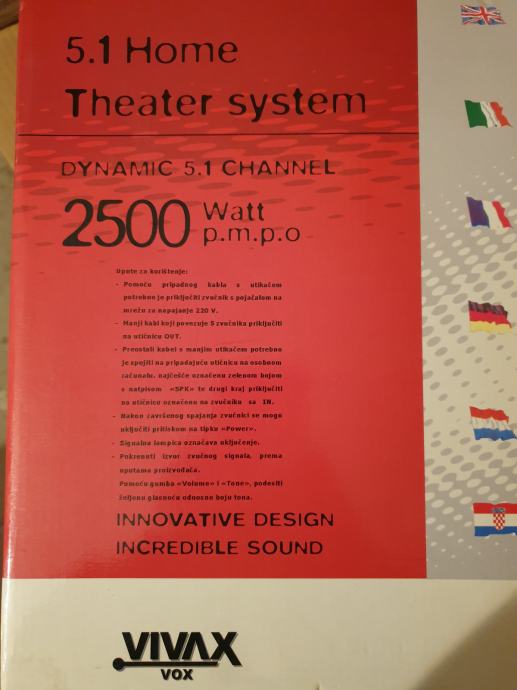 5.1 Home
Theater system
DYNAMIC 5.1 CHANNEL
2500 Watt
p.m.p.o
Upute za korištenje:
- Pomoću pripadnog kabla s utikačem
potrebno je priključiti zvučnik s pojačalom na
mrežu za napajanje 220 V.
- Manji kabl koji povezuje 5 zvučnika priključiti
na utičnicu OUT.
- Preostali kabel s manjim utikačem potrebno
je spojiti na pripadajuću utičnicu na osobnom
računalu, najčešće označenu zelenom bojom
s natpisom «SPK» te drugi kraj priključiti
na utičnicu označenu na zvučniku sa IN.
- Nakon završenog spajanja zvučnici se mogu
uključiti pritiskom na tipku «Power».
- Signalna lampica označava uključenje.
- Pokrenuti izvor zvučnog signala, prema
uputama proizvođača.
Pomoću gumba «Volume» i «Tone», podesiti
željenu glasnoću odnosno boju tona.
INNOVATIVE DESIGN
INCREDIBLE SOUND
VIVAX
VOX